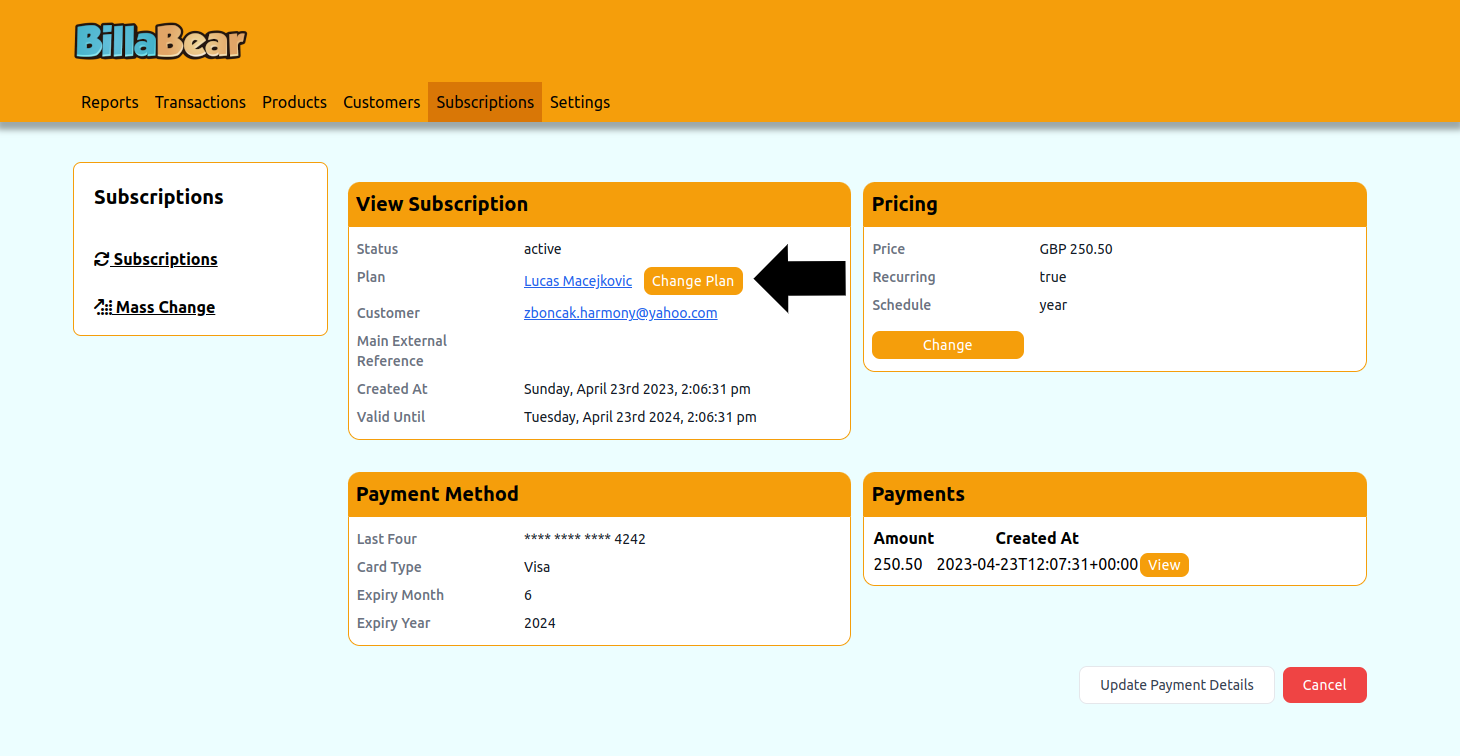 BillaBear
Reports Transactions Products Customers Subscriptions Settings
Subscriptions
Subscriptions
Mass Change
View Subscription
Status active
Plan Lucas Macejkovic Change Plan
Customer zboncak.harmony@yahoo.com
Main External
Reference
Created At Sunday, April 23rd 2023, 2:06:31 pm
Valid Until Tuesday, April 23rd 2024, 2:06:31 pm
Pricing
Price GBP 250.50
Recurring true
Schedule year
Change
Payment Method
Last Four **** **** **** 4242
Card Type Visa
Expiry Month 6
Expiry Year 2024
Payments
Amount Created At
250.50 2023-04-23T12:07:31+00:00 View
Update Payment Details Cancel